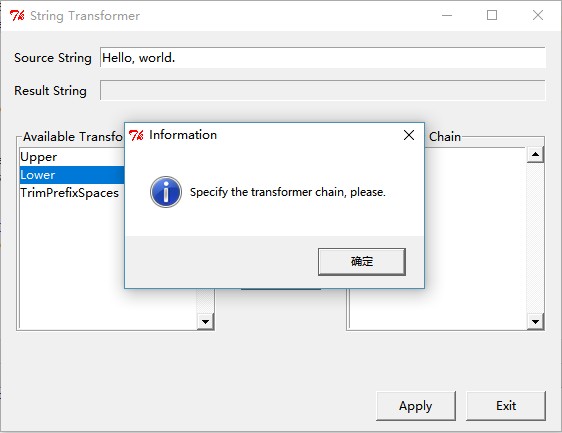 String Transformer
Source String
Hello, world.
Result String
Available Transfo
Chain
Upper
Lower
TrimPrefixSpaces
Information
Specify the transformer chain, please.
确定
Apply
Exit